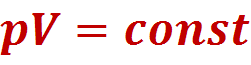 pV = const